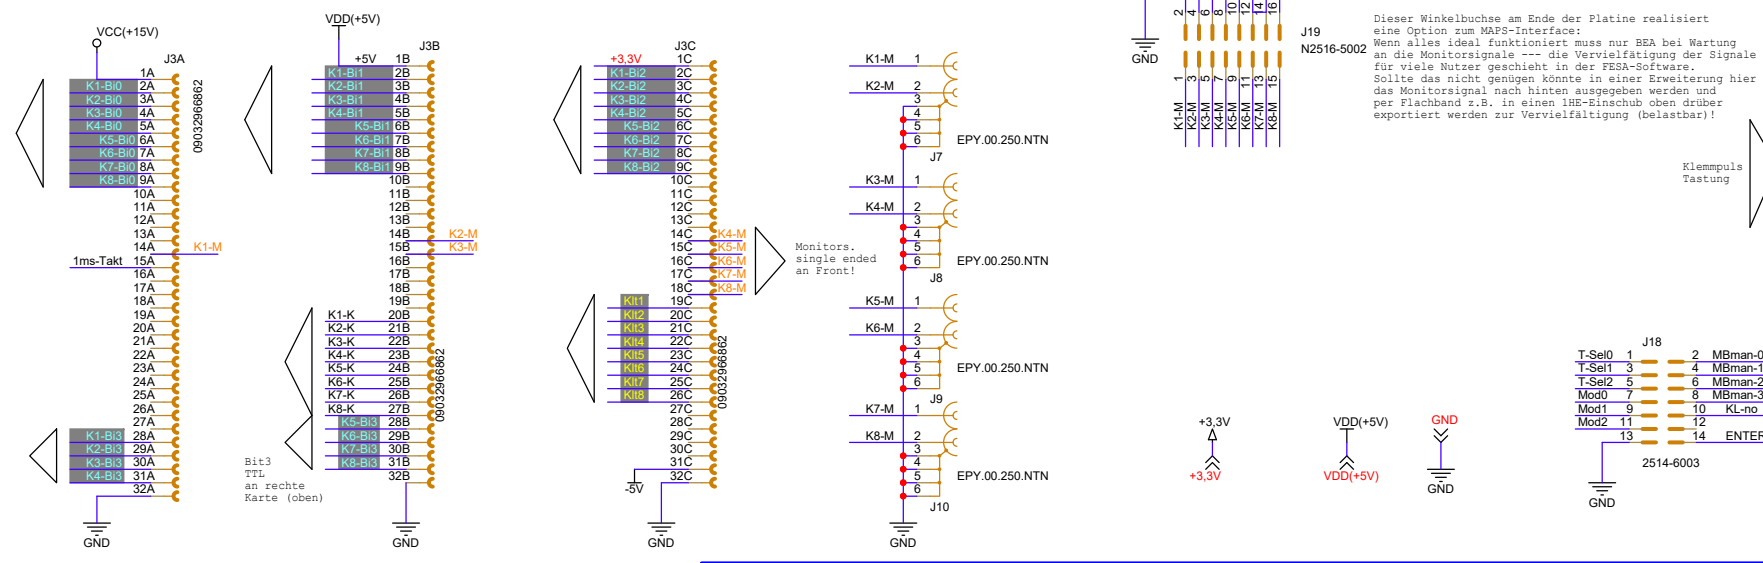 VCC(+15V)
J3A
1A
K1-Bi0 2A
K2-Bi0 3A
K3-Bi0 4A
K4-Bi0 5A
K5-Bi0 6A
K6-Bi0 7A
K7-Bi0 8A
K8-Bi0 9A
10A
11A
12A
13A
14A K1-M
1ms-Takt 15A
16A
17A
18A
19A
20A
21A
22A
23A
24A
25A
26A
27A
K1-Bi3 28A
K2-Bi3 29A
K3-Bi3 30A
K4-Bi3 31A
32A
GND
09032966862
VDD(+5V)
J3B
+5V 1B
K1-Bi1 2B
K2-Bi1 3B
K3-Bi1 4B
K4-Bi1 5B
K5-Bi1 6B
K6-Bi1 7B
K7-Bi1 8B
K8-Bi1 9B
10B
11B
12B
13B
14B K2-M
15B K3-M
16B
17B
18B
19B
K1-K 20B
K2-K 21B
K3-K 22B
K4-K 23B
K5-K 24B
K6-K 25B
K7-K 26B
K8-K 27B
K5-Bi3 28B
K6-Bi3 29B
K7-Bi3 30B
K8-Bi3 31B
32B
GND
09032966862
Bit3
TTL
an rechte
Karte (oben)
J3C
+3,3V 1C
K1-Bi2 2C
K2-Bi2 3C
K3-Bi2 4C
K4-Bi2 5C
K5-Bi2 6C
K6-Bi2 7C
K7-Bi2 8C
K8-Bi2 9C
10C
11C
12C
13C
14C K4-M
15C K5-M
16C K6-M
17C K7-M
18C K8-M
Klt1 19C
Klt2 20C
Klt3 21C
Klt4 22C
Klt5 23C
Klt6 24C
Klt7 25C
Klt8 26C
27C
28C
29C
30C
31C
-5V 32C
GND
09032966862
Monitors.
single ended
an Front!
K1-M 1
K2-M 2
3
4
5
6 EPY.00.250.NTN
J7
K3-M 1
K4-M 2
3
4
5
6 EPY.00.250.NTN
J8
K5-M 1
K6-M 2
3
4
5
6 EPY.00.250.NTN
J9
K7-M 1
K8-M 2
3
4
5
6 EPY.00.250.NTN
J10
GND
GND
2 4 6 8 10 12 14 16
J19
N2516-5002
1 3 5 7 9 11 13 15
K1-M K2-M K3-M K4-M K5-M K6-M K7-M K8-M
Dieser Winkelbuchse am Ende der Platine realisiert
eine Option zum MAPS-Interface:
Wenn alles ideal funktioniert muss nur BEA bei Wartung
an die Monitorsignale --- die Vervielfätigung der Signale
für viele Nutzer geschieht in der FESA-Software.
Sollte das nicht genügen könnte in einer Erweiterung hier
das Monitorsignal nach hinten ausgegeben werden und
per Flachband z.B. in einen 1HE-Einschub oben drüber
exportiert werden zur Vervielfältigung (belastbar)!
Klemmpuls
Tastung
+3,3V
+3,3V
VDD(+5V)
VDD(+5V)
GND
GND
J18
T-Sel0 1 2 MBman-0
T-Sel1 3 4 MBman-1
T-Sel2 5 6 MBman-2
Mod0 7 8 MBman-3
Mod1 9 10 KL-no
Mod2 11 12
13 14 ENTER
2514-6003
GND